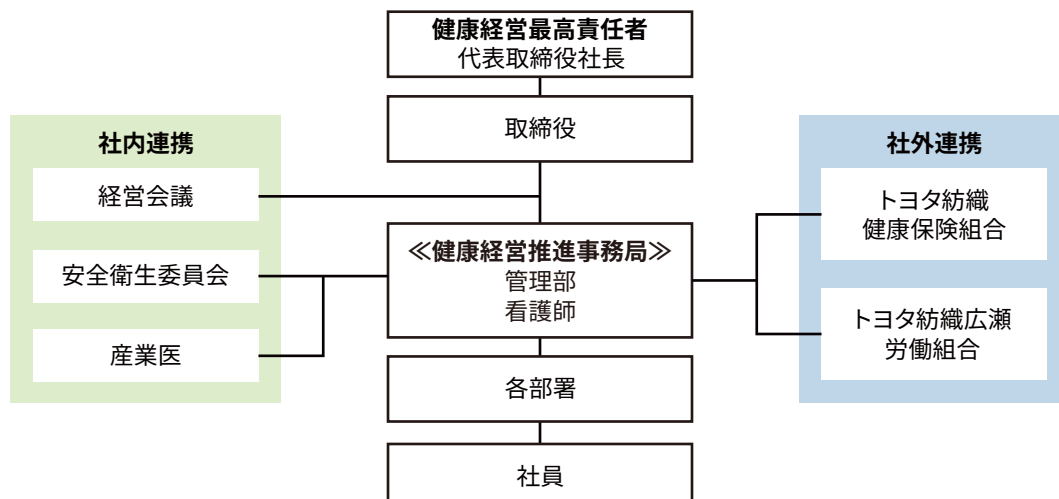 健康経営最高責任者
代表取締役社長
取締役
社内連携
経営会議
安全衛生委員会
産業医
≪健康経営推進事務局≫
管理部
看護師
社外連携
トヨタ紡織
健康保険組合
トヨタ紡織広瀬
労働組合
各部署
社員